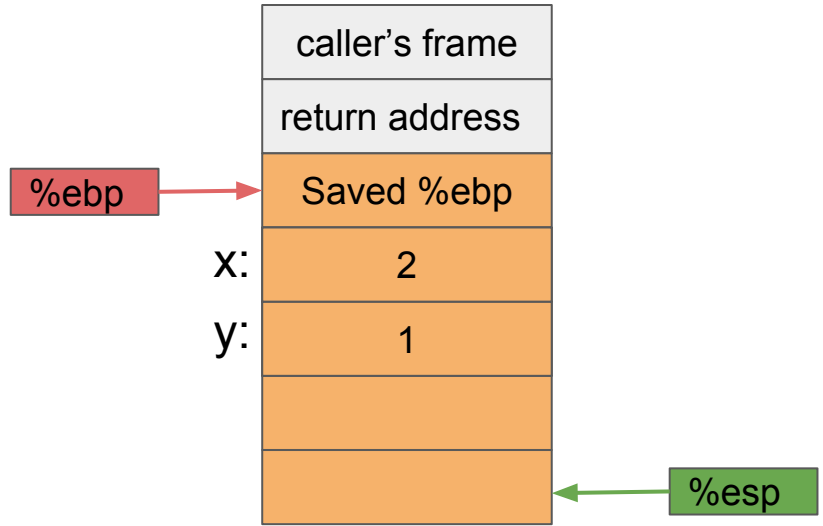 caller's frame
return address
%ebp
Saved %ebp
x:
2
y:
1
%esp